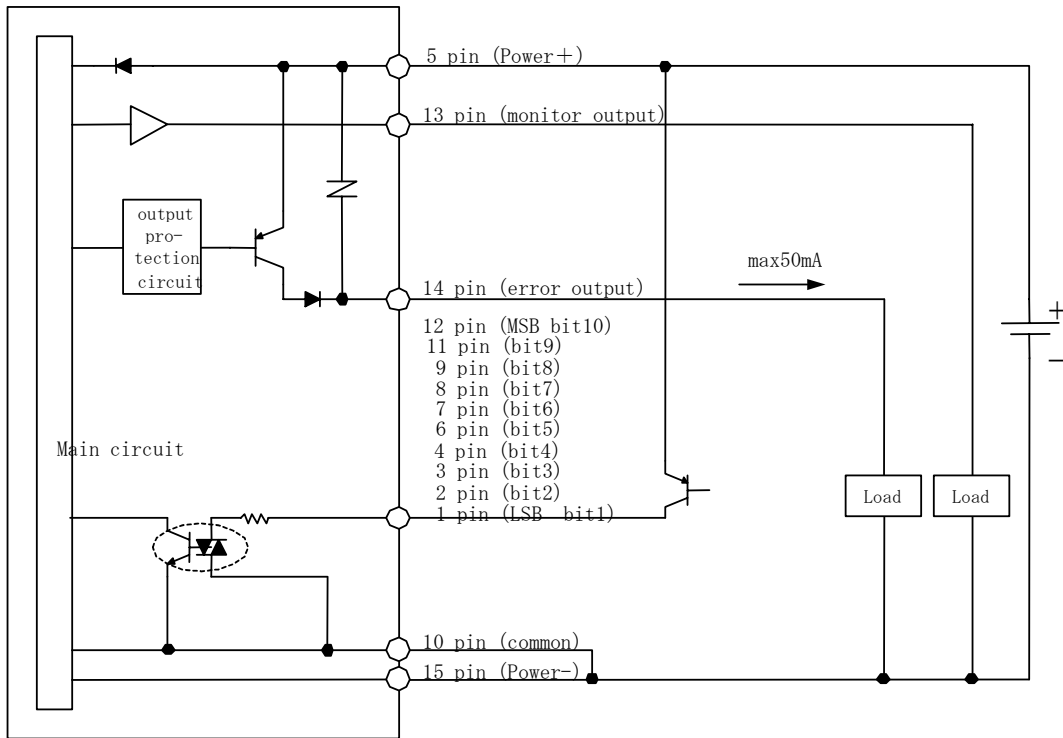 5 pin (Power＋)
13 pin (monitor output)
output
pro-
tection
circuit
max50mA
14 pin (error output)
12 pin (MSB bit10)
11 pin (bit9)
9 pin (bit8)
8 pin (bit7)
7 pin (bit6)
6 pin (bit5)
4 pin (bit4)
3 pin (bit3)
2 pin (bit2)
1 pin (LSB bit1)
Main circuit
Load
Load
+
−
10 pin (common)
15 pin (Power-)